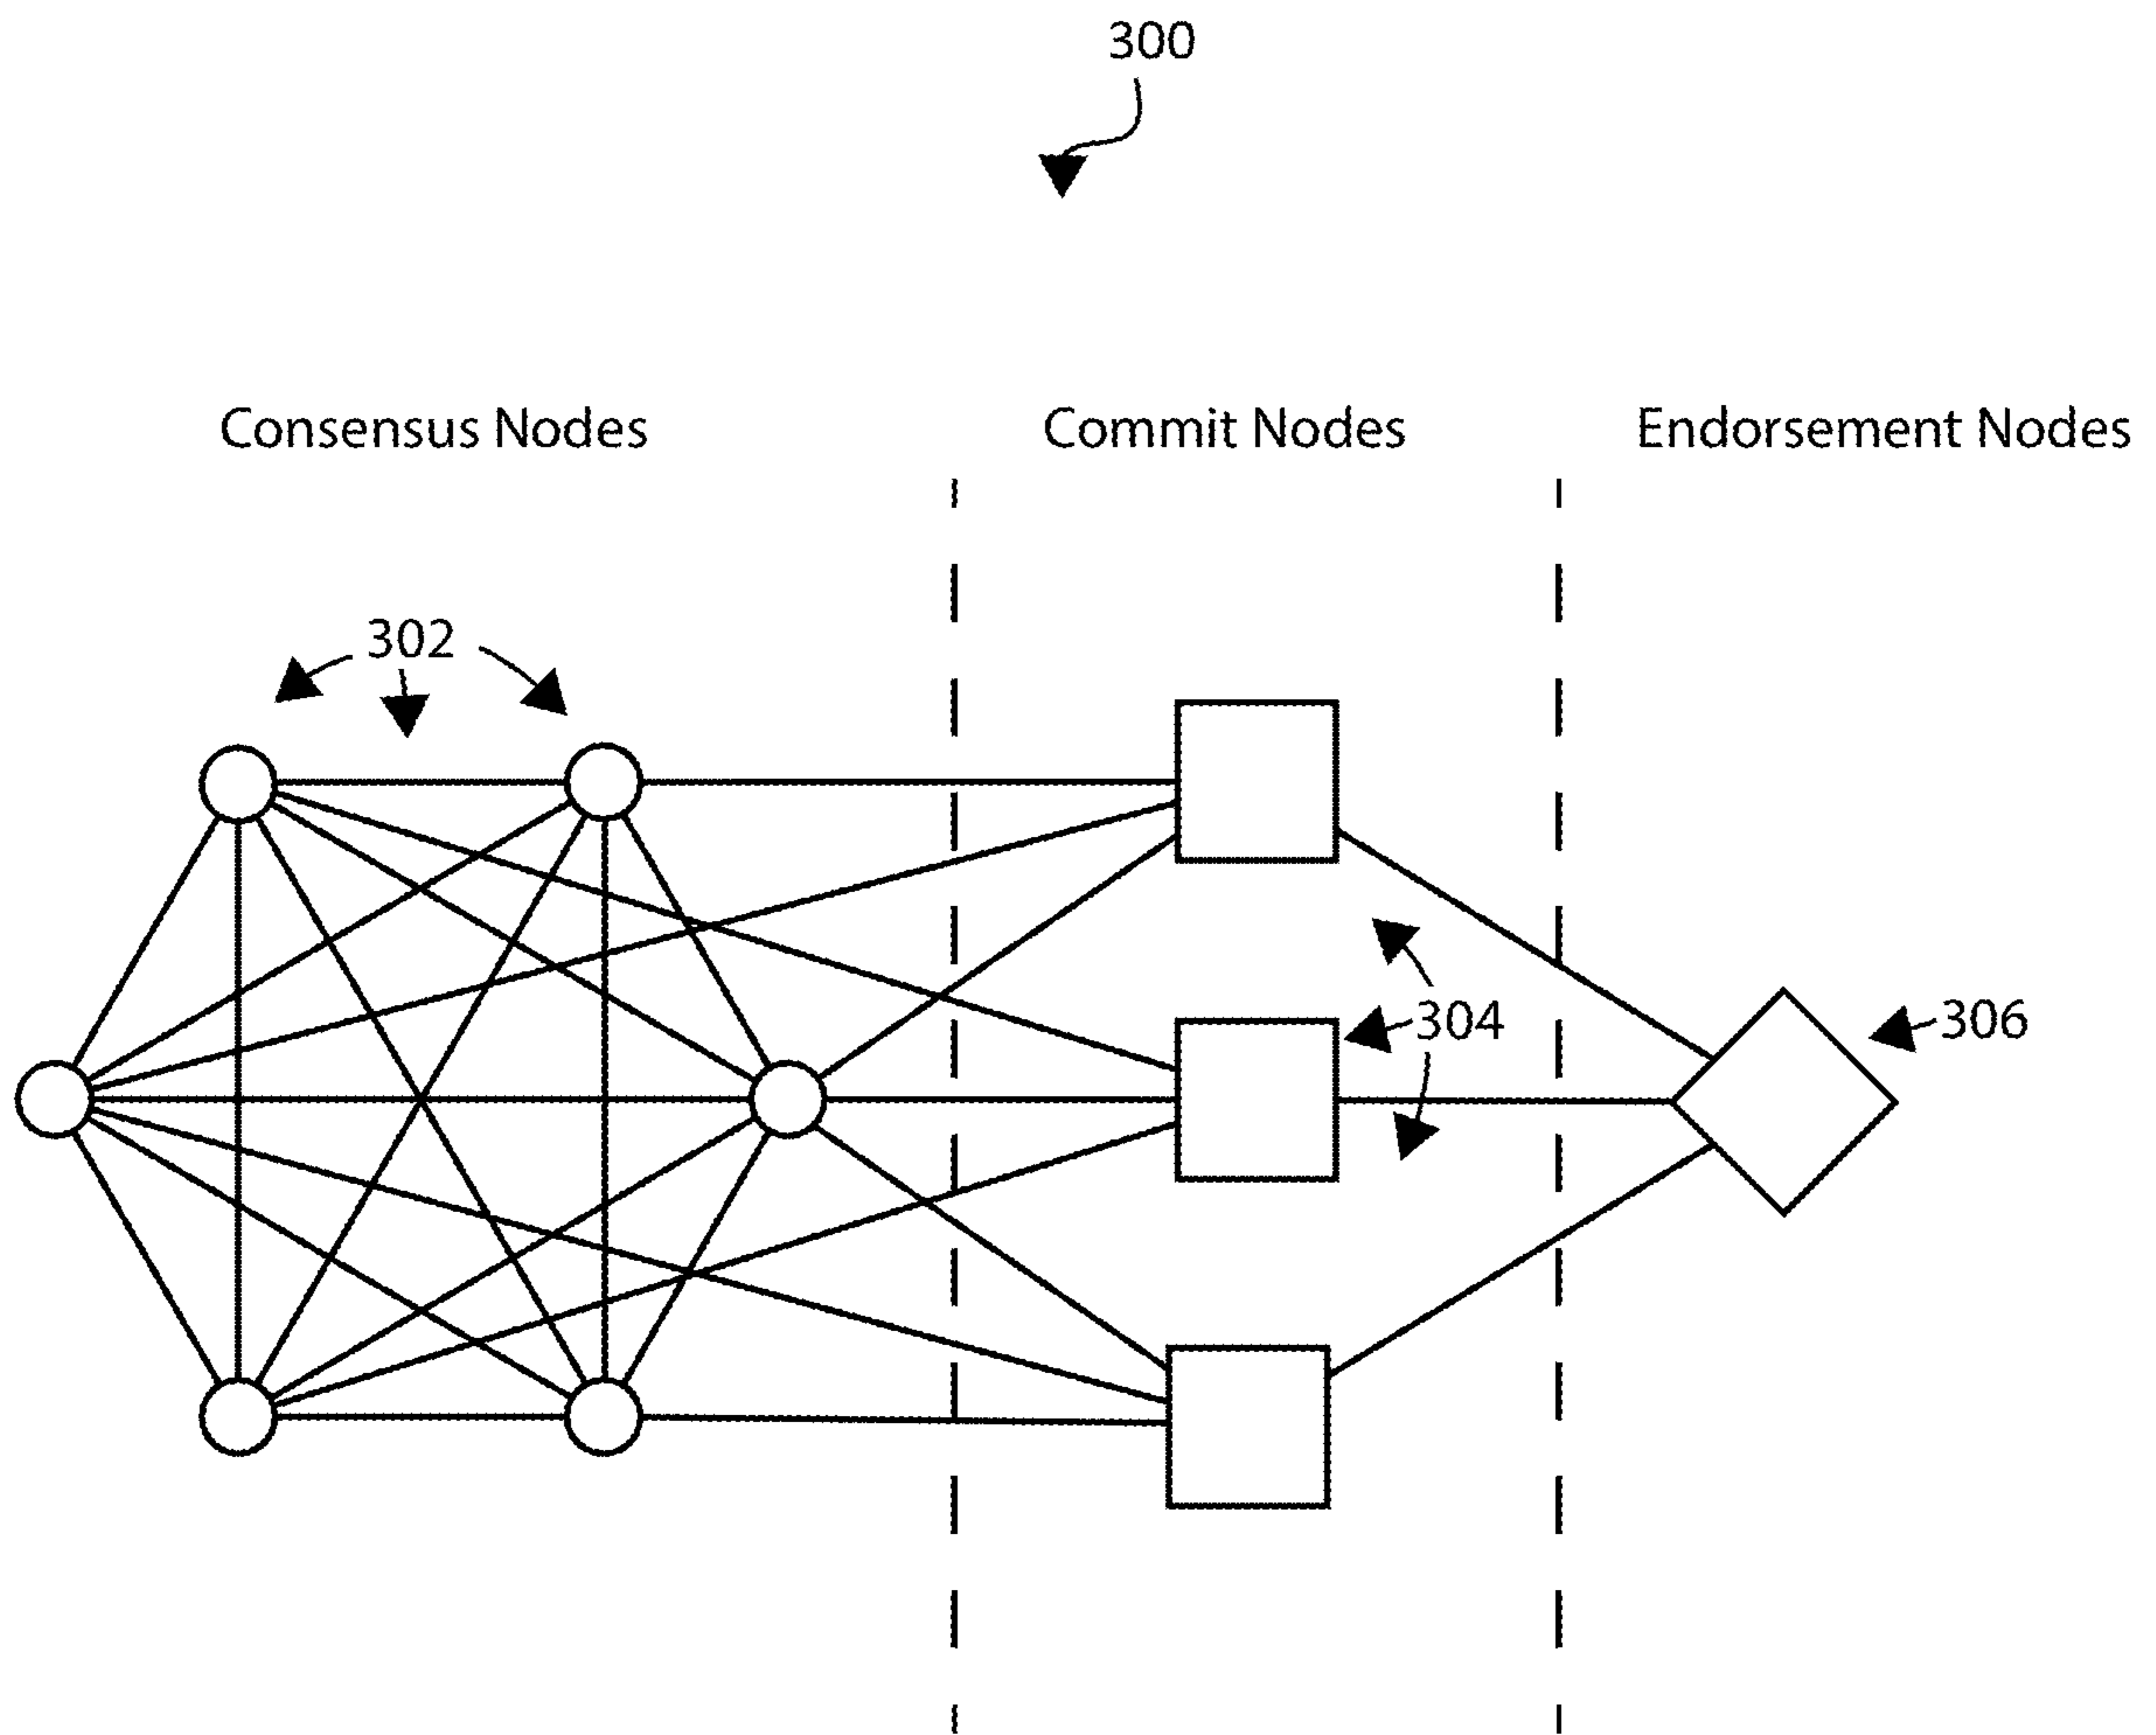 300
Consensus Nodes
Commit Nodes
Endorsement Nodes
302
304
306